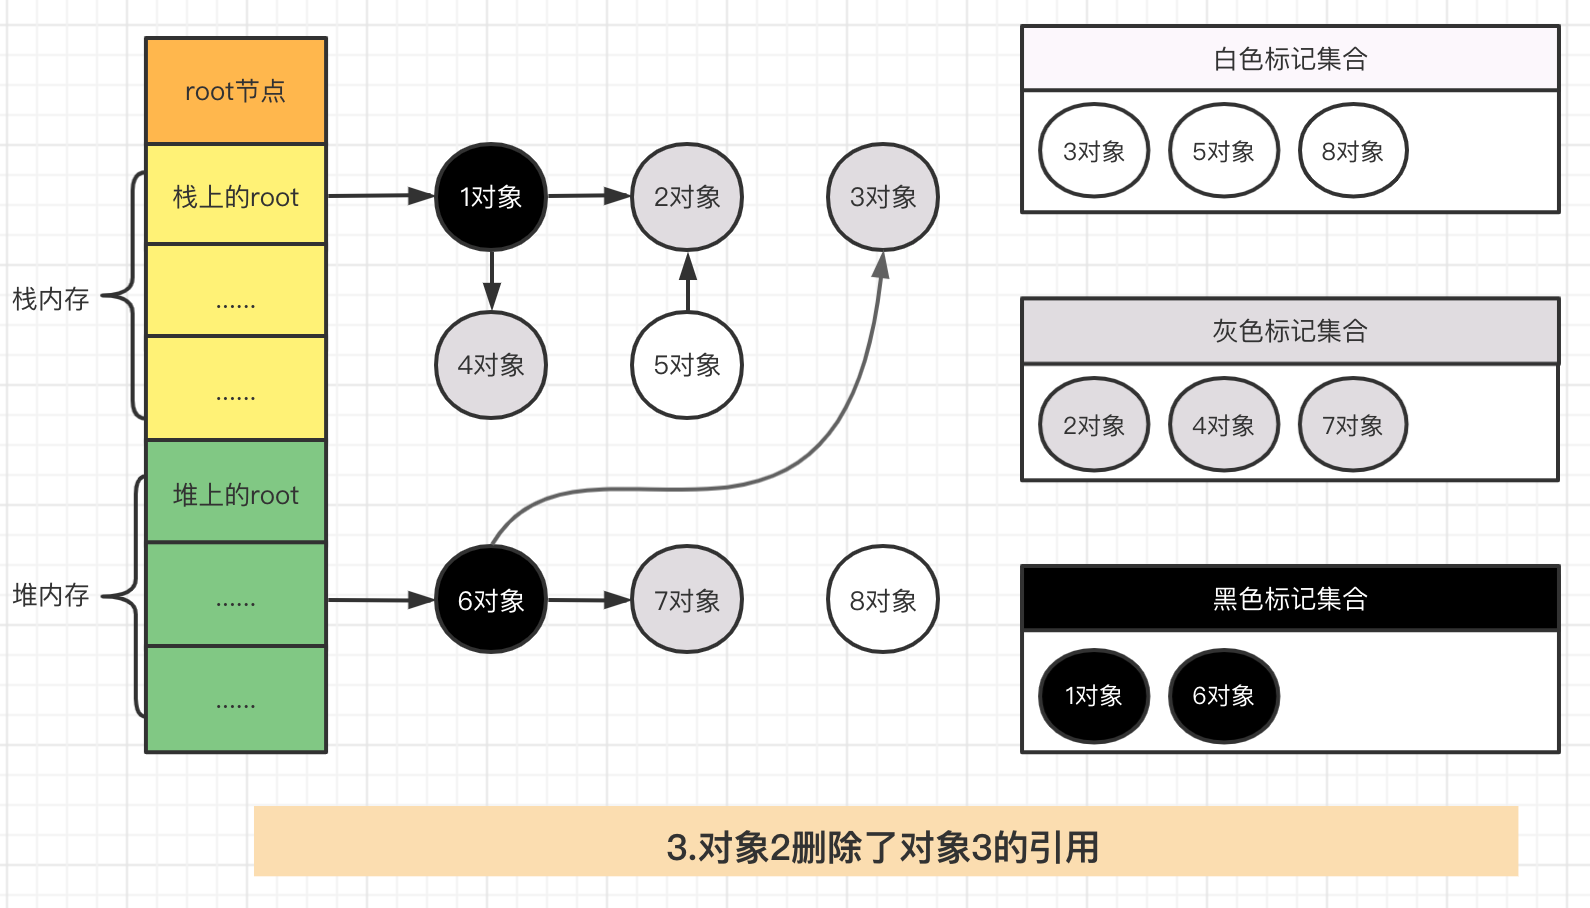 root节点
栈上的root
……
……
堆上的root
……
……
栈内存
堆内存
1对象
2对象
3对象
4对象
5对象
6对象
7对象
8对象
白色标记集合
3对象
5对象
8对象
灰色标记集合
2对象
4对象
7对象
黑色标记集合
1对象
6对象
3.对象2删除了对象3的引用